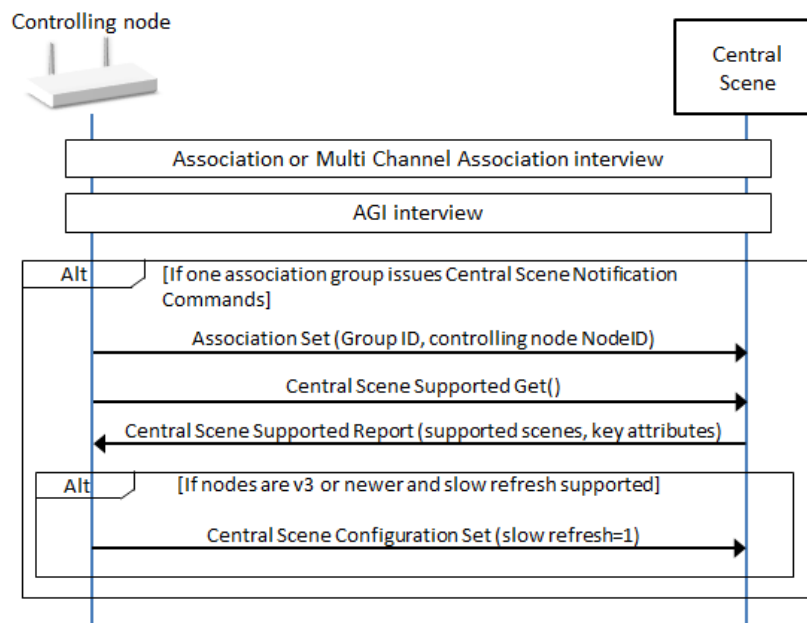 Controlling node
Central
Scene
Association or Multi Channel Association interview
AGI interview
Alt
[If one association group issues Central Scene Notification
Commands]
Association Set (Group ID, controlling node NodeID)
Central Scene Supported Get()
Central Scene Supported Report (supported scenes, key attributes)
Alt
[If nodes are v3 or newer and slow refresh supported]
Central Scene Configuration Set (slow refresh=1)